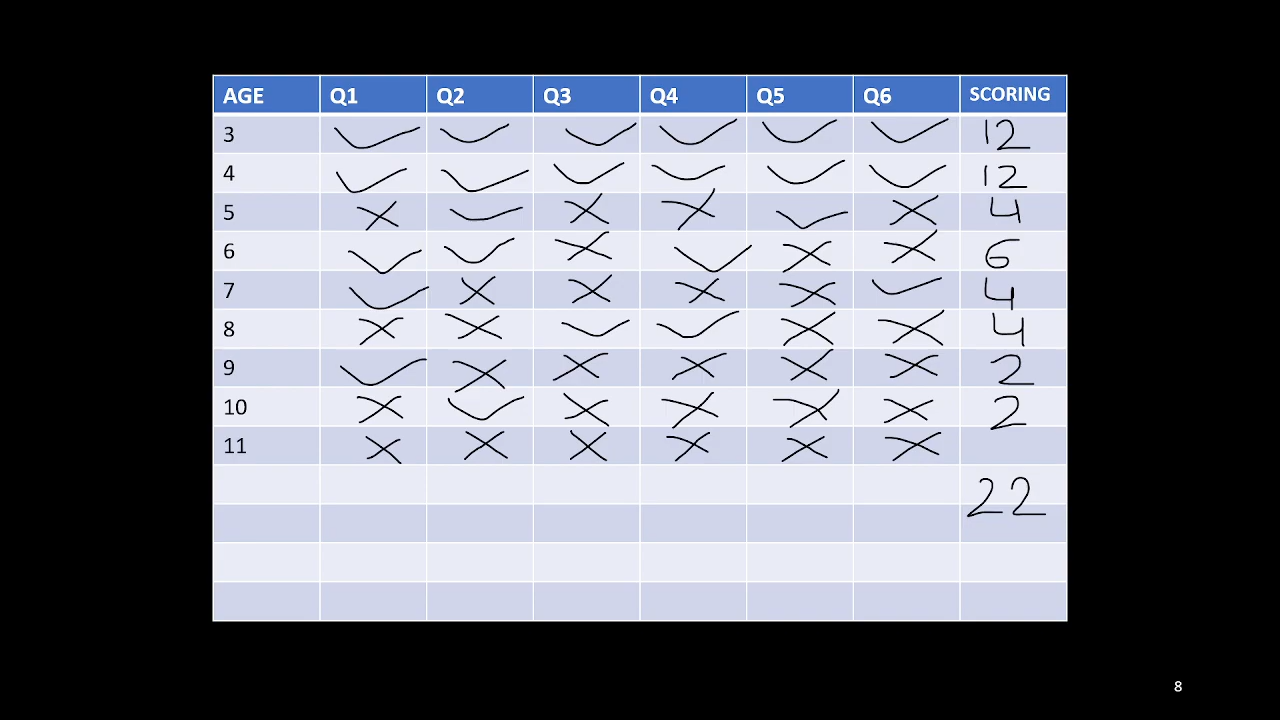 AGE Q1 Q2 Q3 Q4 Q5 Q6 SCORING
3 ✓ ✓ ✓ ✓ ✓ ✓ 12
4 ✓ ✓ ✓ ✓ ✓ ✓ 12
5 ✗ ✓ ✗ ✗ ✓ ✗ 4
6 ✓ ✓ ✗ ✓ ✗ ✗ 6
7 ✓ ✗ ✗ ✗ ✗ ✓ 4
8 ✗ ✗ ✓ ✓ ✗ ✗ 4
9 ✓ ✗ ✗ ✗ ✗ ✗ 2
10 ✗ ✓ ✗ ✗ ✗ ✗ 2
11 ✗ ✗ ✗ ✗ ✗ ✗
22
8